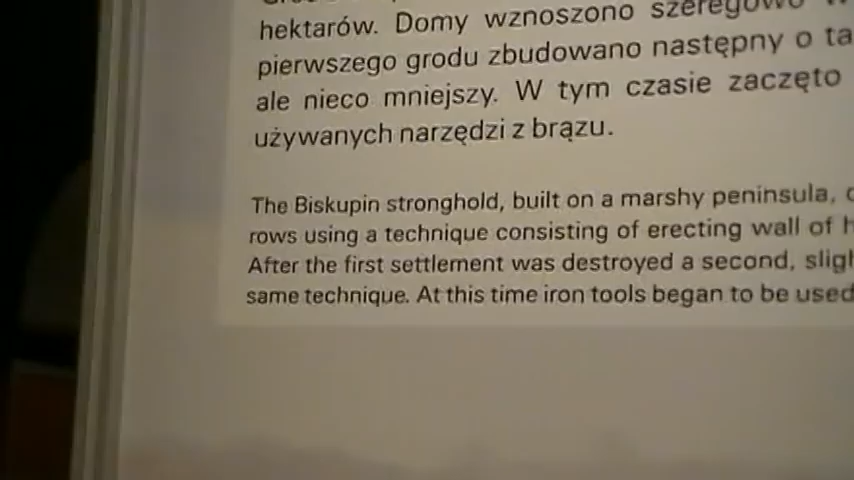 hektarów. Domy wznoszono szeregowo
pierwszego grodu zbudowano następny o
ale nieco mniejszy. W tym czasie zaczęto
używanych narzędzi z brązu.
The Biskupin stronghold, built on a marshy peninsula,
rows using a technique consisting of erecting wall of
After the first settlement was destroyed a second,
same technique. At this time iron tools began to be used